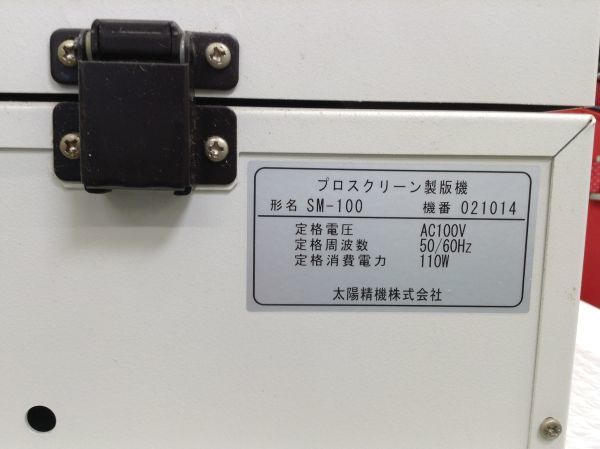 プロスクリーン製版機
形名 SM-100 機番 021014
定格電圧 AC100V
定格周波数 50/60Hz
定格消費電力 110W
太陽精機株式会社